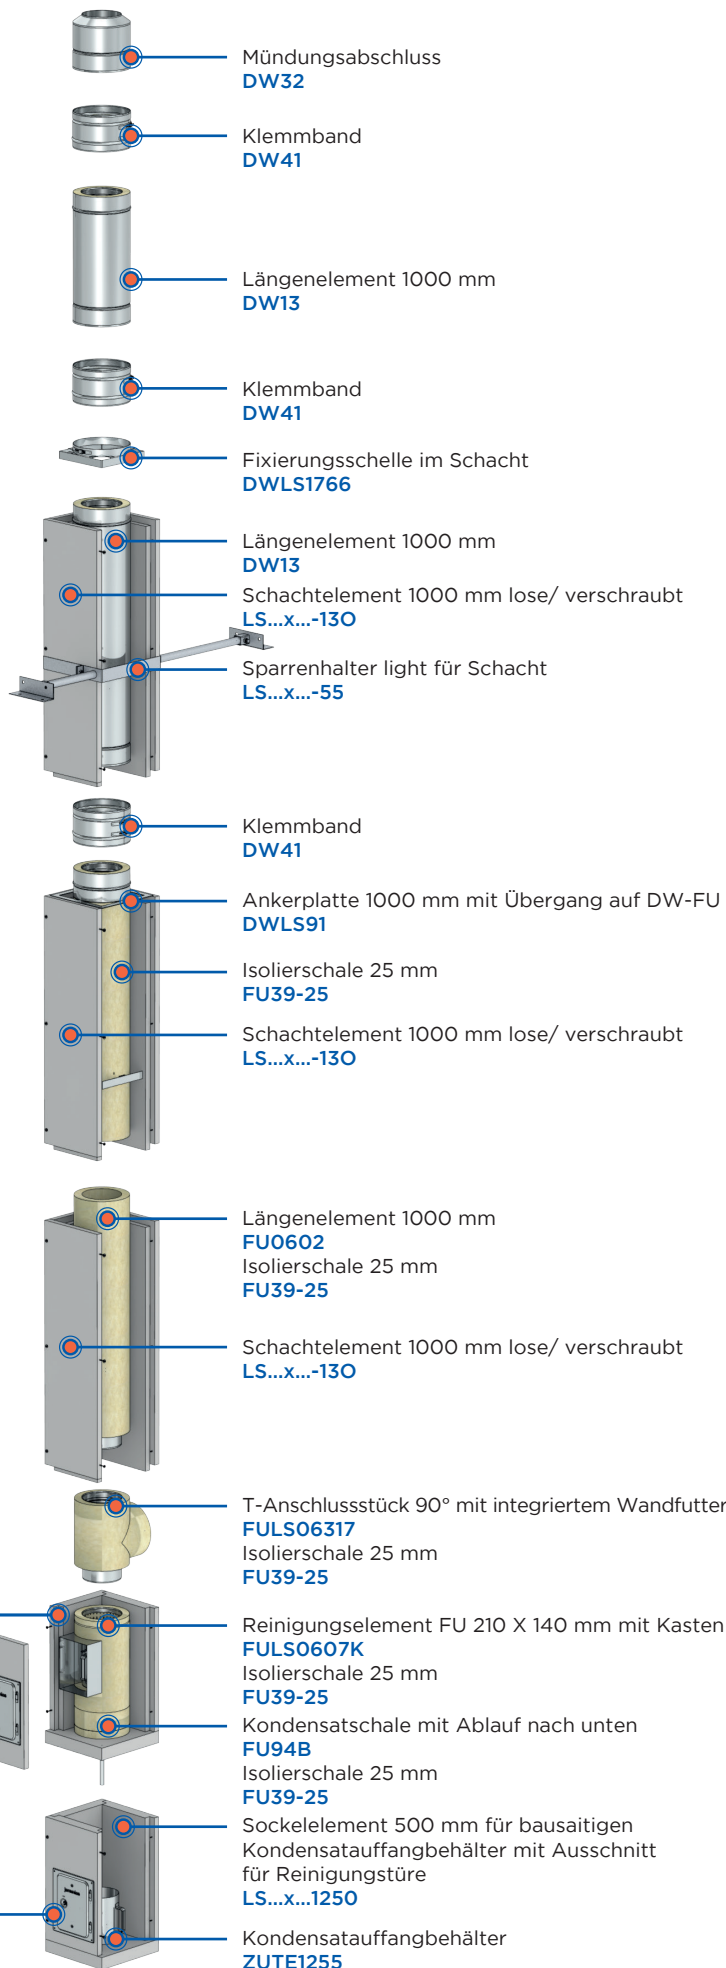 Mündungsabschluss
DW32
Klemmband
DW41
Längenelement 1000 mm
DW13
Klemmband
DW41
Fixierungsschelle im Schacht
DWLS1766
Längenelement 1000 mm
DW13
Schachtelement 1000 mm lose/ verschraubt
LS...x...-13O
Sparrenhalter light für Schacht
LS...x...-55
Klemmband
DW41
Ankerplatte 1000 mm mit Übergang auf DW-FU
DWLS91
Isolierschale 25 mm
FU39-25
Schachtelement 1000 mm lose/ verschraubt
LS...x...-13O
Längenelement 1000 mm
FU0602
Isolierschale 25 mm
FU39-25
Schachtelement 1000 mm lose/ verschraubt
LS...x...-13O
T-Anschlussstück 90° mit integriertem Wandfutter
FULS06317
Isolierschale 25 mm
FU39-25
Reinigungselement FU 210 X 140 mm mit Kasten
FULS0607K
Isolierschale 25 mm
FU39-25
Kondensatschale mit Ablauf nach unten
FU94B
Isolierschale 25 mm
FU39-25
Sockelelement 500 mm für bausaitigen
Kondensatauffangbehälter mit Ausschnitt
für Reinigungstüre
LS...x...1250
Kondensatauffangbehälter
ZUTE1255